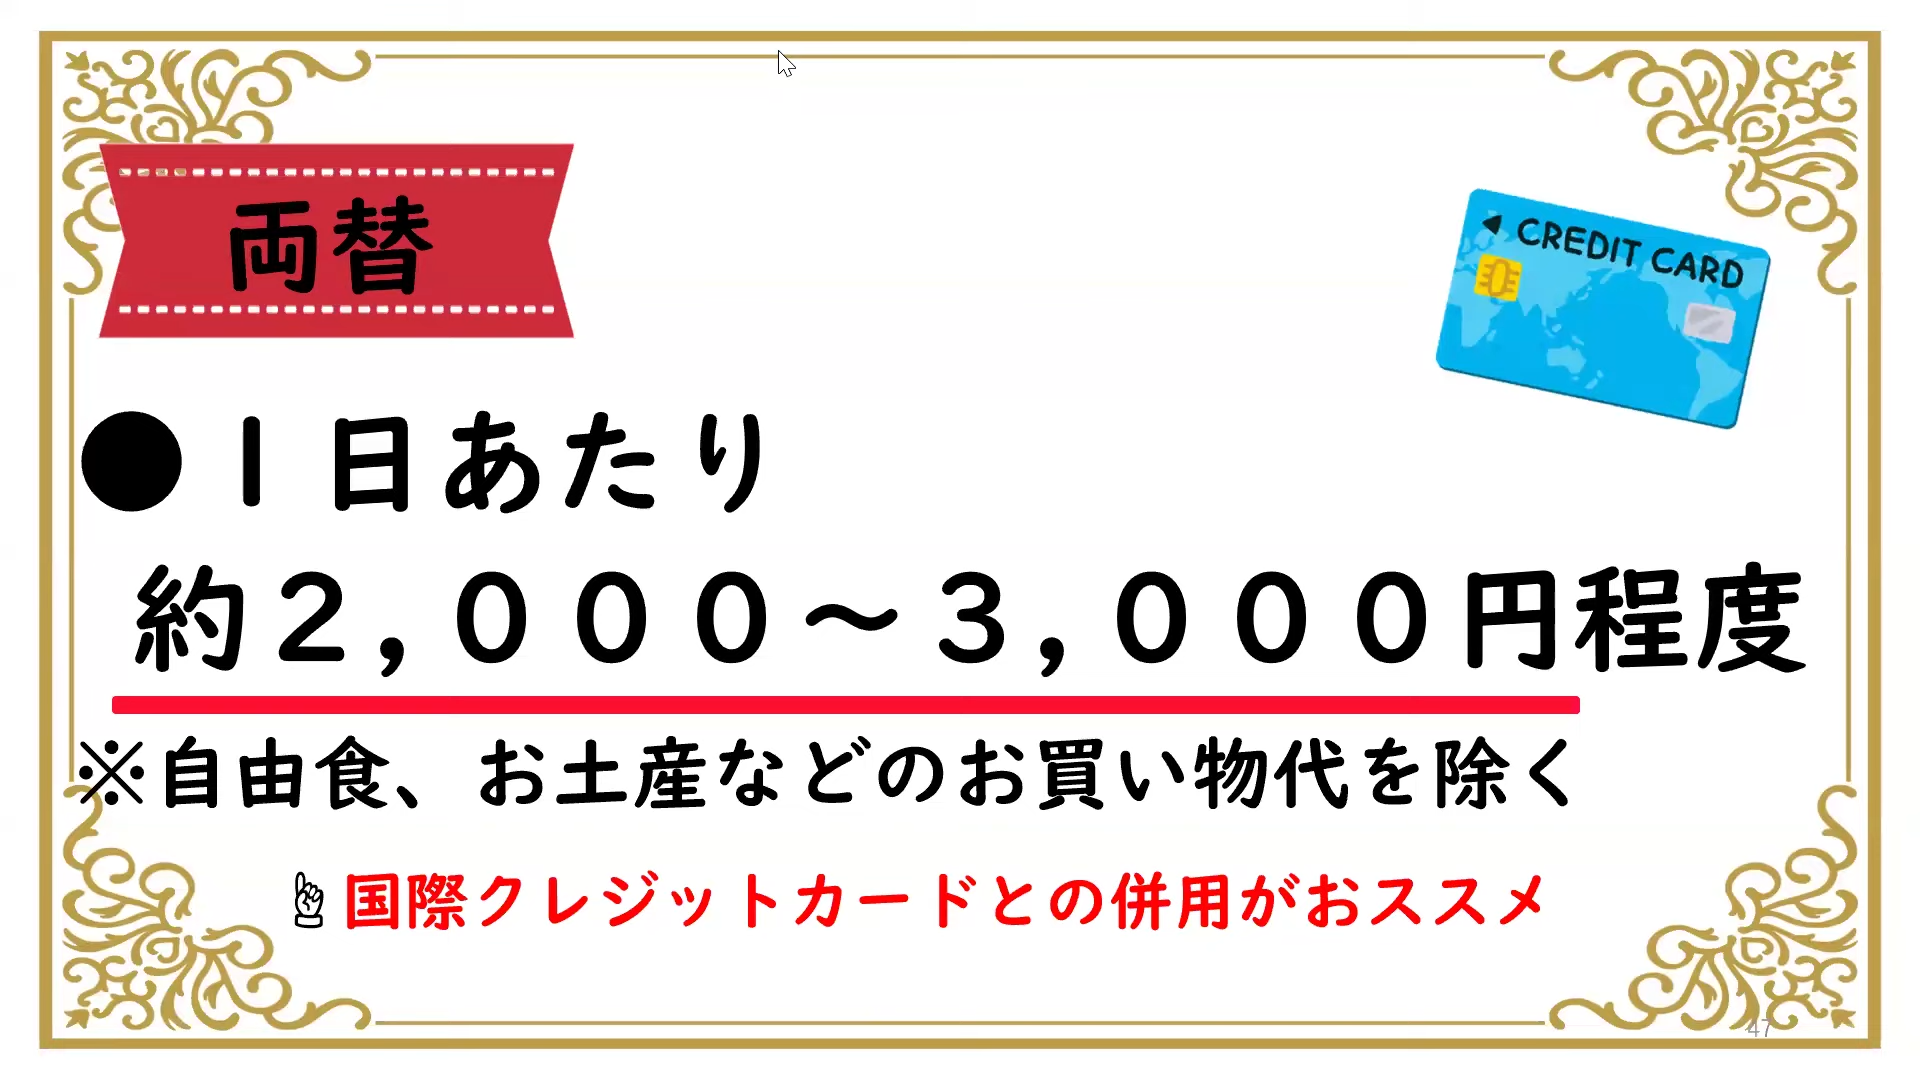 両替
◀ CREDIT CARD
●１日あたり
約２,０００～３,０００円程度
※自由食、お土産などのお買い物代を除く
☝国際クレジットカードとの併用がおススメ
47